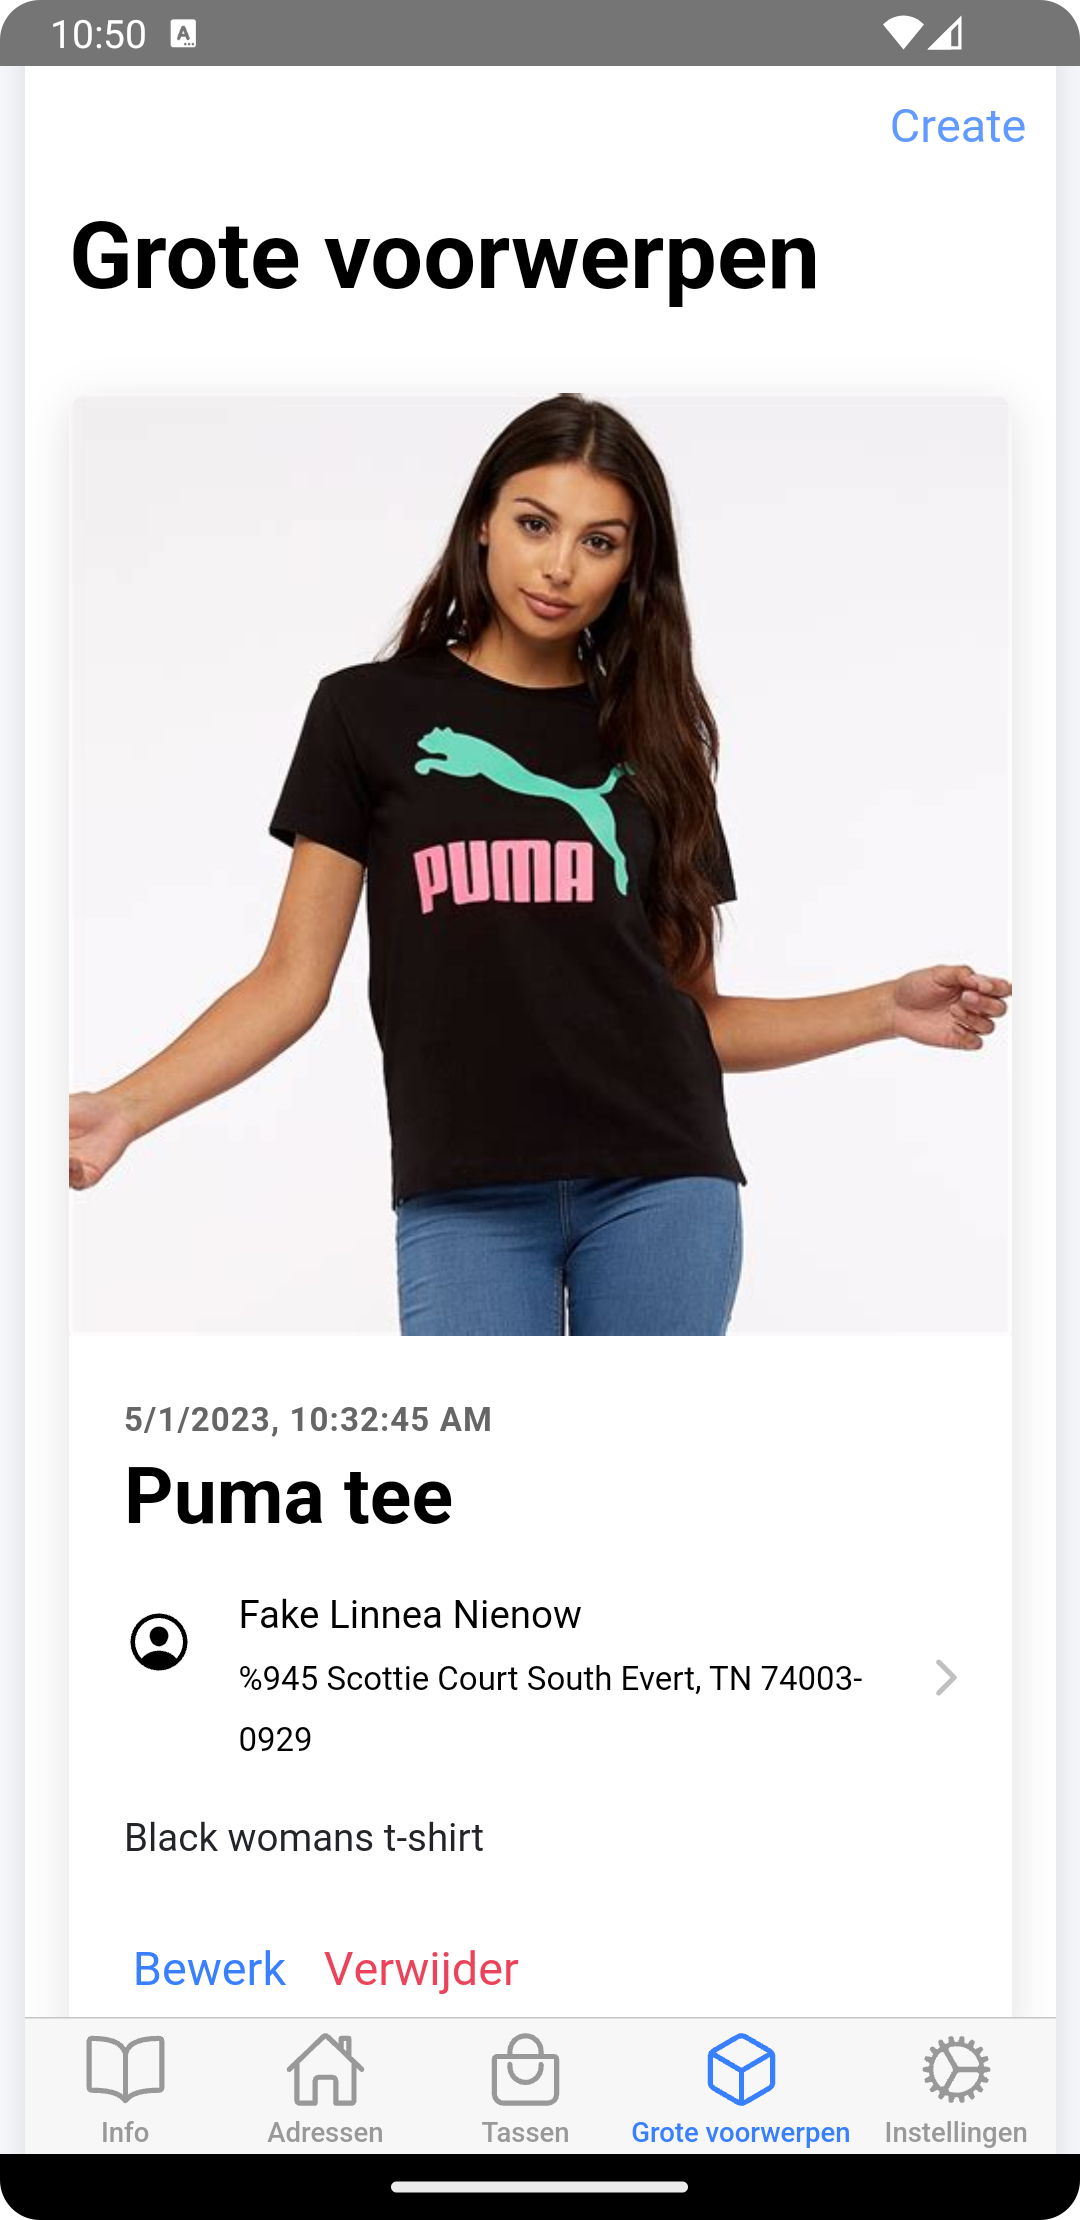 10:50
Create
Grote voorwerpen
PUMA
5/1/2023, 10:32:45 AM
Puma tee
Fake Linnea Nienow
%945 Scottie Court South Evert, TN 74003-
0929
Black womans t-shirt
Bewerk Verwijder
Info Adressen Tassen Grote voorwerpen Instellingen